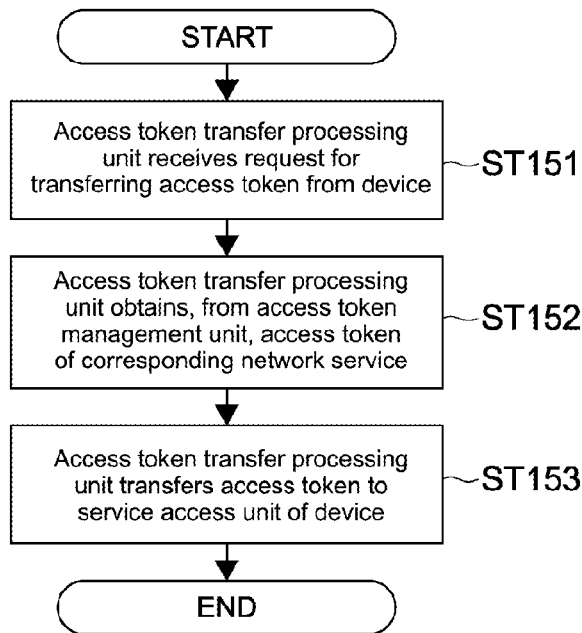 START
Access token transfer processing
unit receives request for
transferring access token from device
ST151
Access token transfer processing
unit obtains, from access token
management unit, access token
of corresponding network service
ST152
Access token transfer processing
unit transfers access token to
service access unit of device
ST153
END